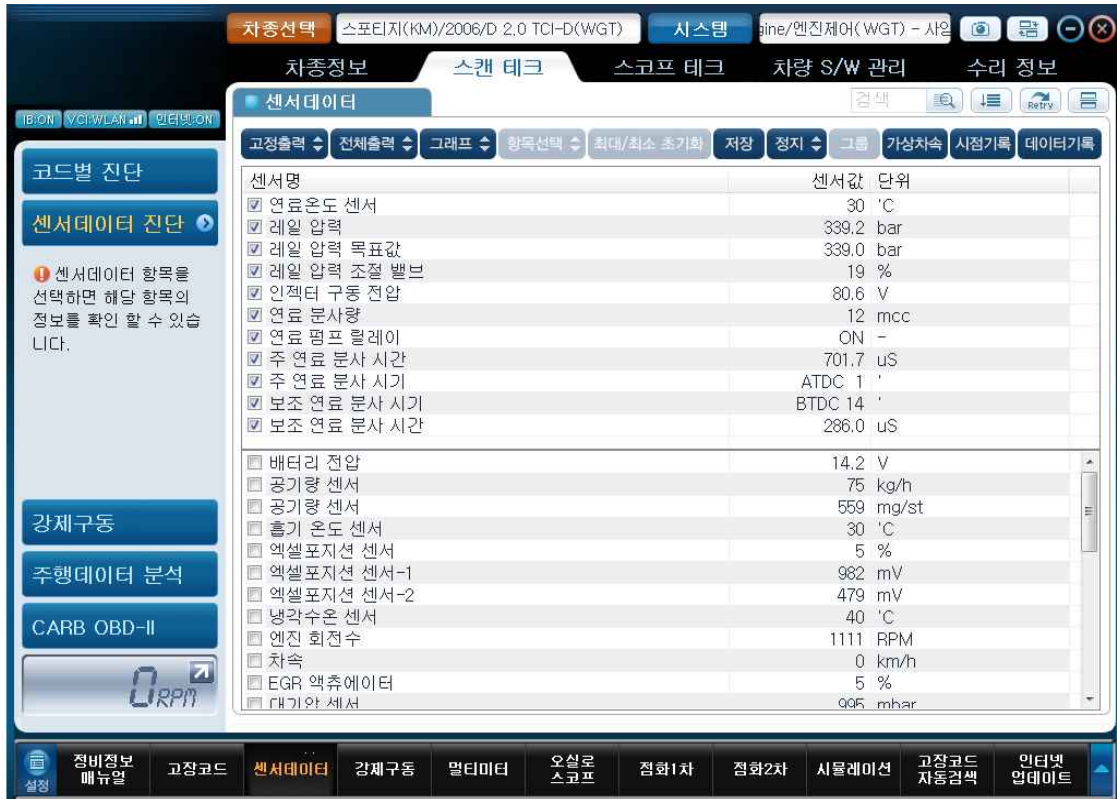 차종선택 스포티지(KM)/2006/D 2.0 TCI-D(WGT) 시스템 gine/엔진제어(WGT) - 사일
차종정보 스캔 테크 스코프 테크 차량 S/W 관리 수리 정보
센서데이터 검색 Retry
IB:ON VCI:WLAN 인터넷:ON
고정출력 전체출력 그래프 항목선택 최대/최소 초기화 저장 정지 그룹 가상차속 시점기록 데이터기록
코드별 진단
센서데이터 진단
센서데이터 항목을
선택하면 해당 항목의
정보를 확인 할 수 있습
니다.
강제구동
주행데이터 분석
CARB OBD-II
0 RPM
센서명 센서값 단위
연료온도 센서 30 'C
레일 압력 339.2 bar
레일 압력 목표값 339.0 bar
레일 압력 조절 밸브 19 %
인젝터 구동 전압 80.6 V
연료 분사량 12 mcc
연료 펌프 릴레이 ON -
주 연료 분사 시간 701.7 uS
주 연료 분사 시기 ATDC 1 '
보조 연료 분사 시기 BTDC 14 '
보조 연료 분사 시간 286.0 uS
배터리 전압 14.2 V
공기량 센서 75 kg/h
공기량 센서 559 mg/st
흡기 온도 센서 30 'C
엑셀포지션 센서 5 %
엑셀포지션 센서-1 982 mV
엑셀포지션 센서-2 479 mV
냉각수온 센서 40 'C
엔진 회전수 1111 RPM
차속 0 km/h
EGR 액츄에이터 5 %
대기압 센서 995 mbar
설정 정비정보 매뉴얼 고장코드 센서데이터 강제구동 멀티미터 오실로 스코프 점화1차 점화2차 시뮬레이션 고장코드 자동검색 인터넷 업데이트